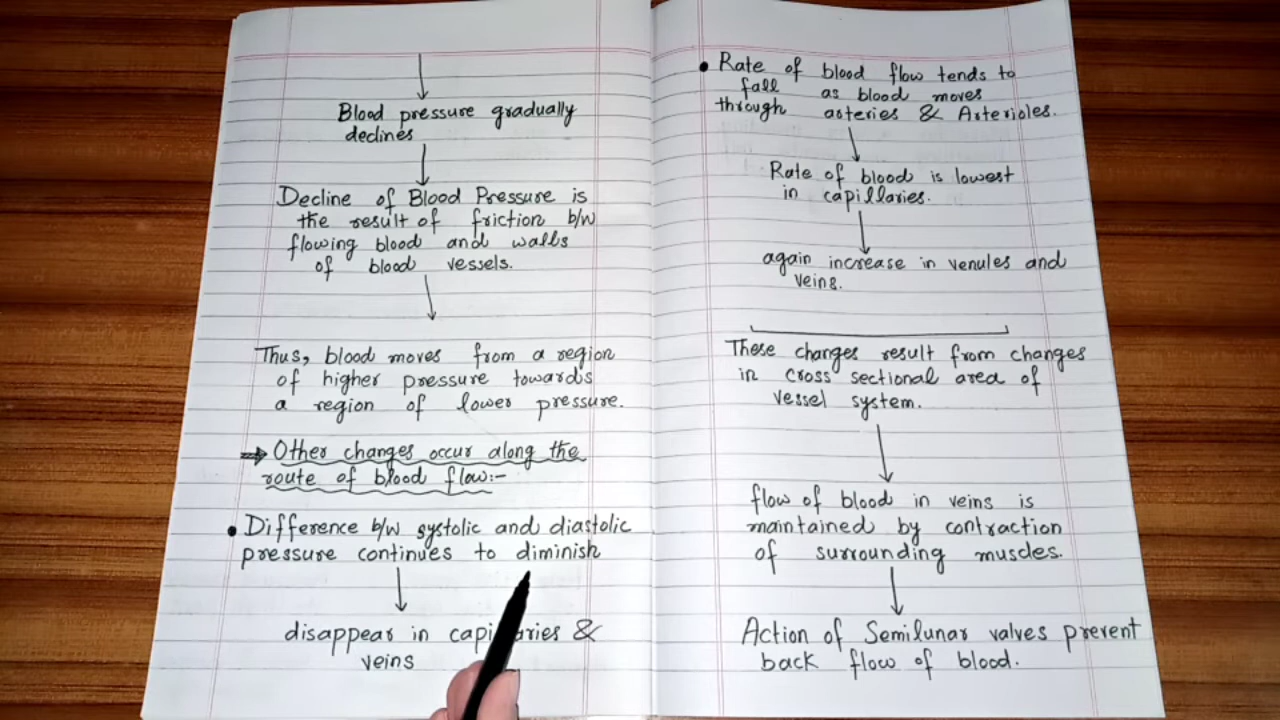 Blood pressure gradually
declines
Decline of Blood Pressure is
the result of friction b/w
flowing blood and walls
of blood vessels.
Thus, blood moves from a region
of higher pressure towards
a region of lower pressure.
Other changes occur along the
route of blood flow:-
• Difference b/w systolic and diastolic
pressure continues to diminish
disappear in capillaries &
veins
• Rate of blood flow tends to
fall as blood moves
through arteries & Arterioles.
Rate of blood is lowest
in capillaries.
again increase in venules and
veins.
These changes result from changes
in cross sectional area of
vessel system.
flow of blood in veins is
maintained by contraction
of surrounding muscles.
Action of Semilunar valves prevent
back flow of blood.